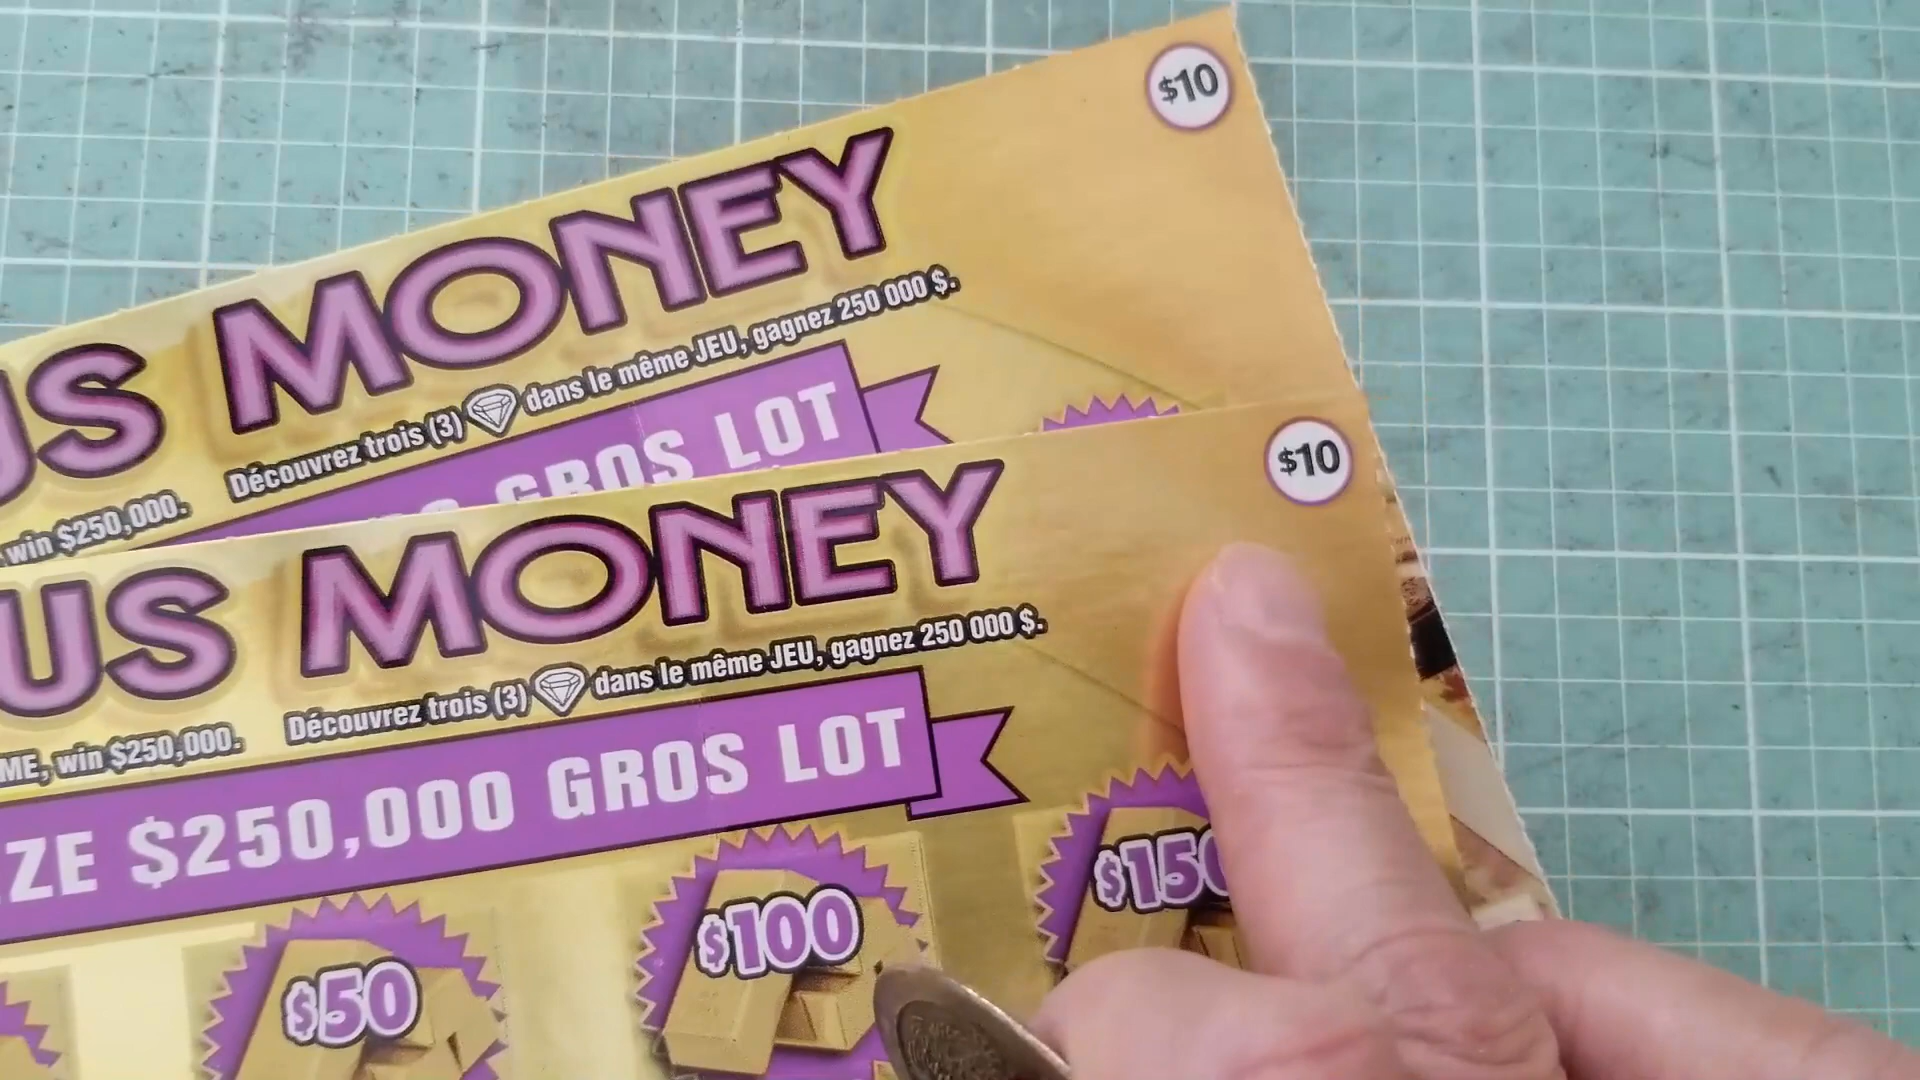 $10
US MONEY
win $250,000.
Découvrez trois (3) dans le même JEU, gagnez 250 000 $.
GROS LOT
$10
US MONEY
ME, win $250,000.
Découvrez trois (3) dans le même JEU, gagnez 250 000 $.
ZE $250,000 GROS LOT
$50
$100
$150